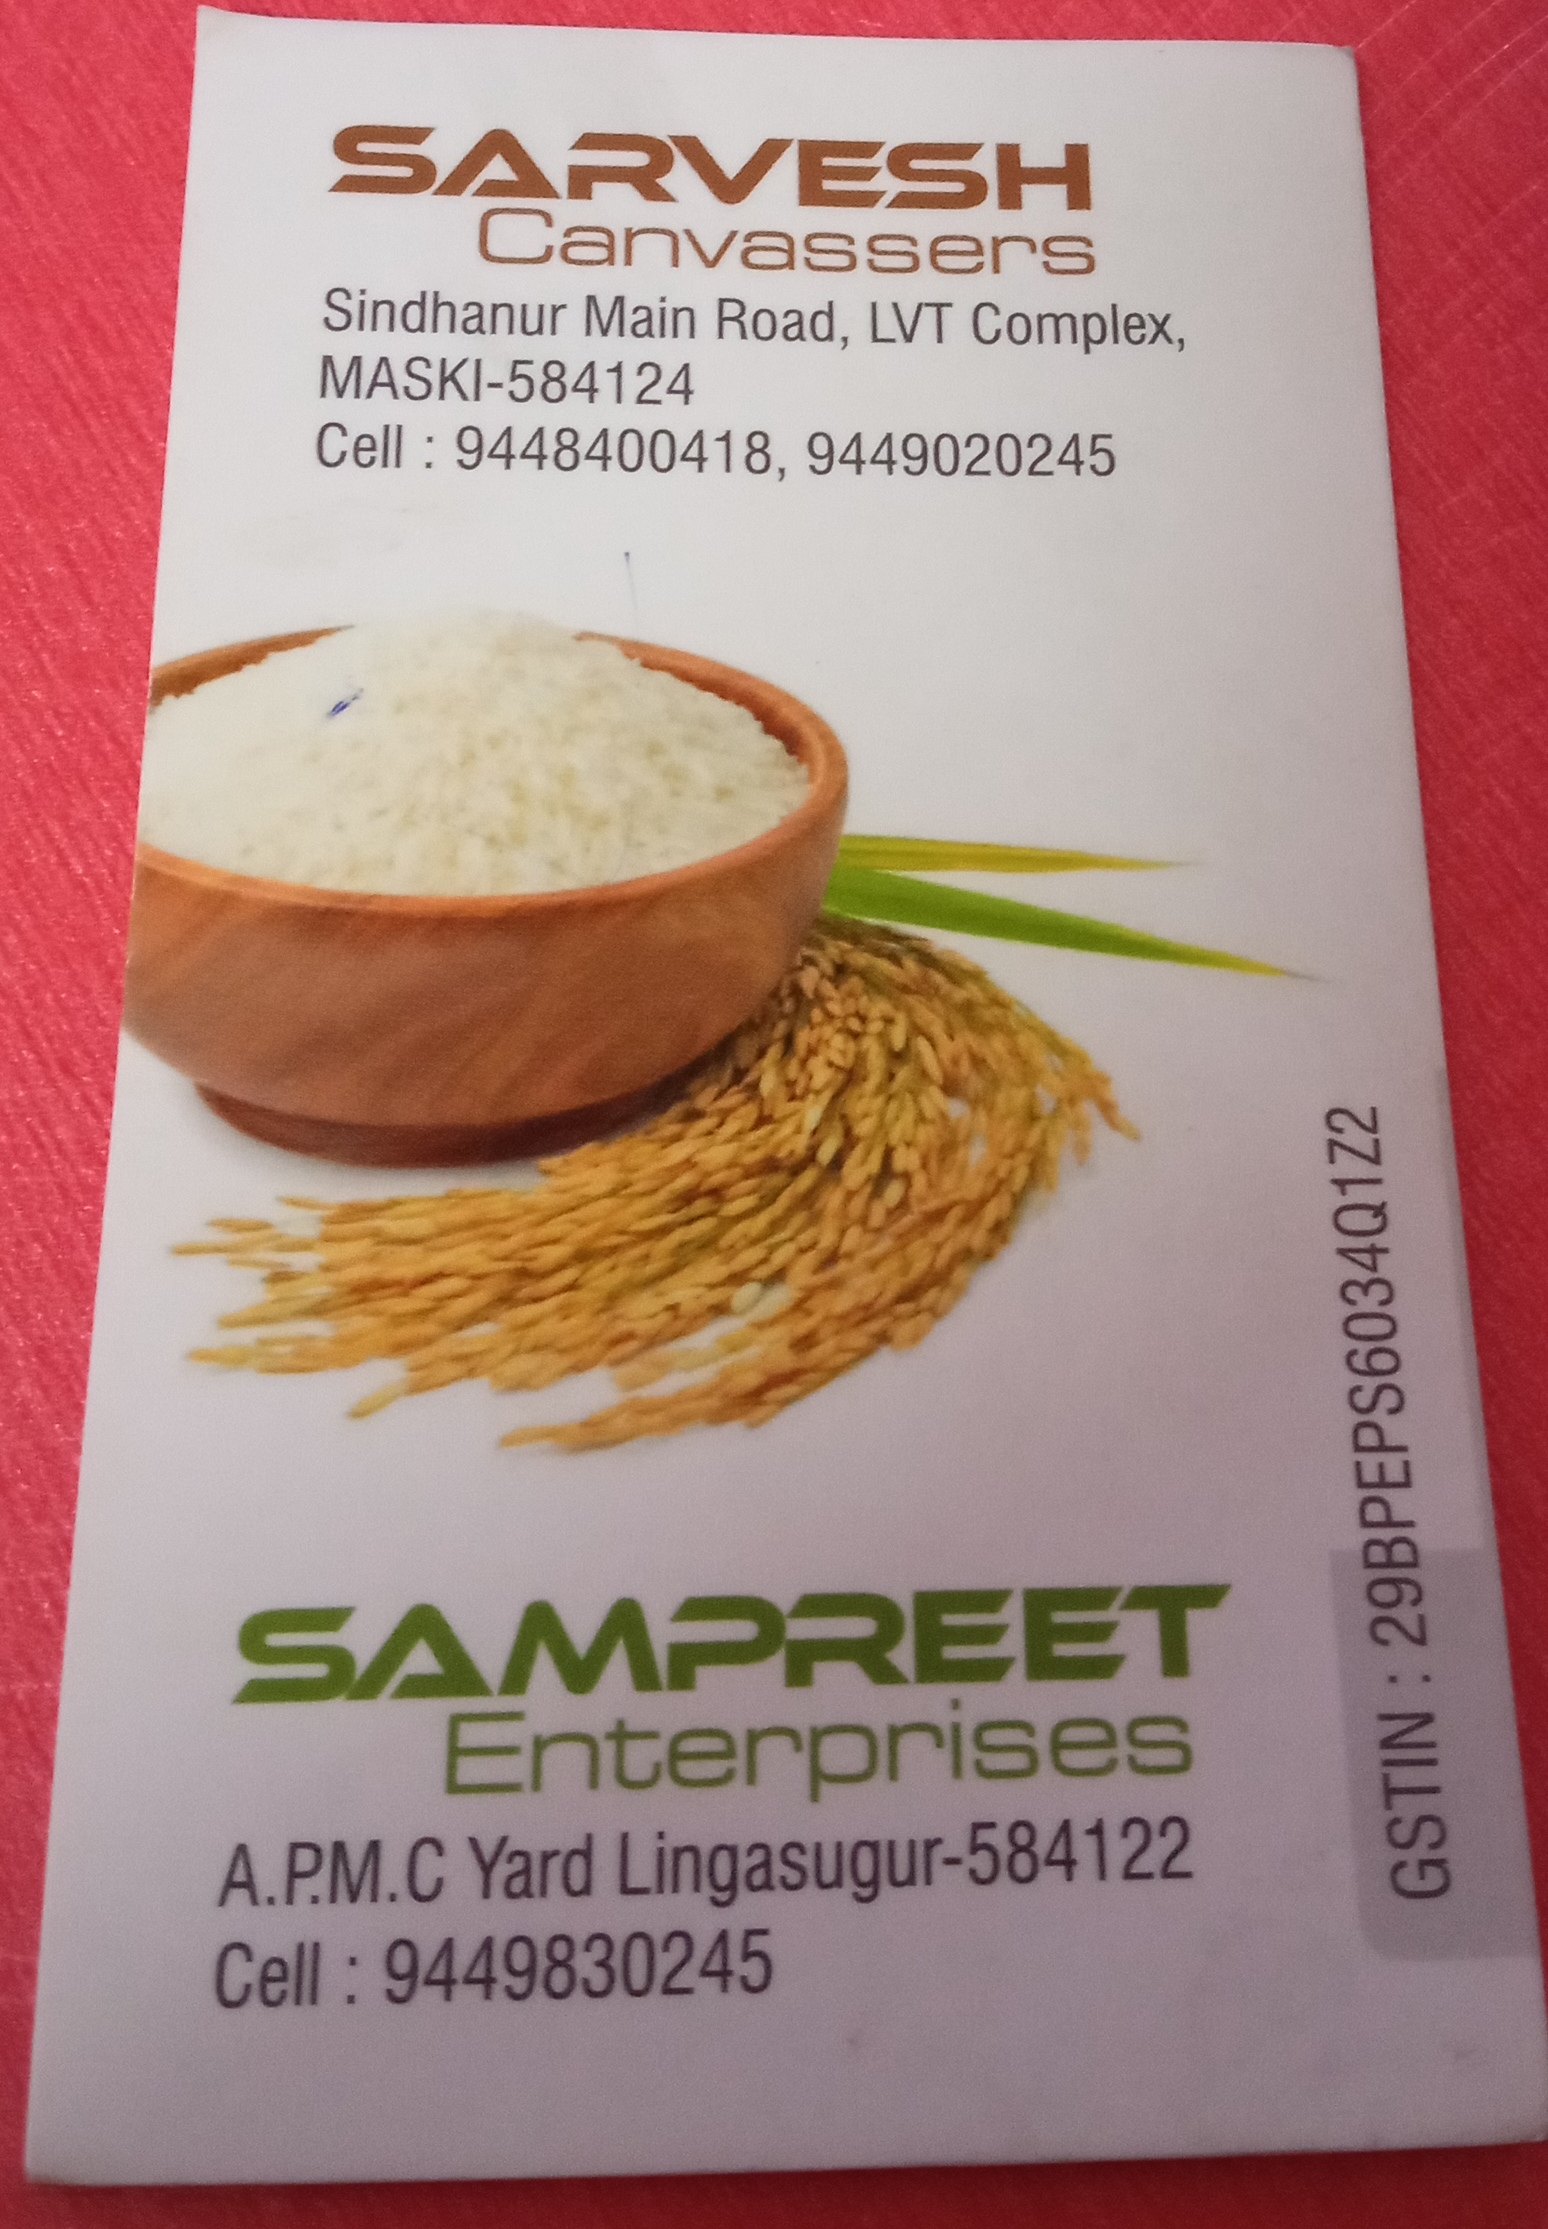 SARVESH
Canvassers
Sindhanur Main Road, LVT Complex,
MASKI-584124
Cell : 9448400418, 9449020245
GSTIN : 29BPEPS6034Q1Z2
SAMPREET
Enterprises
A.P.M.C Yard Lingasugur-584122
Cell : 9449830245